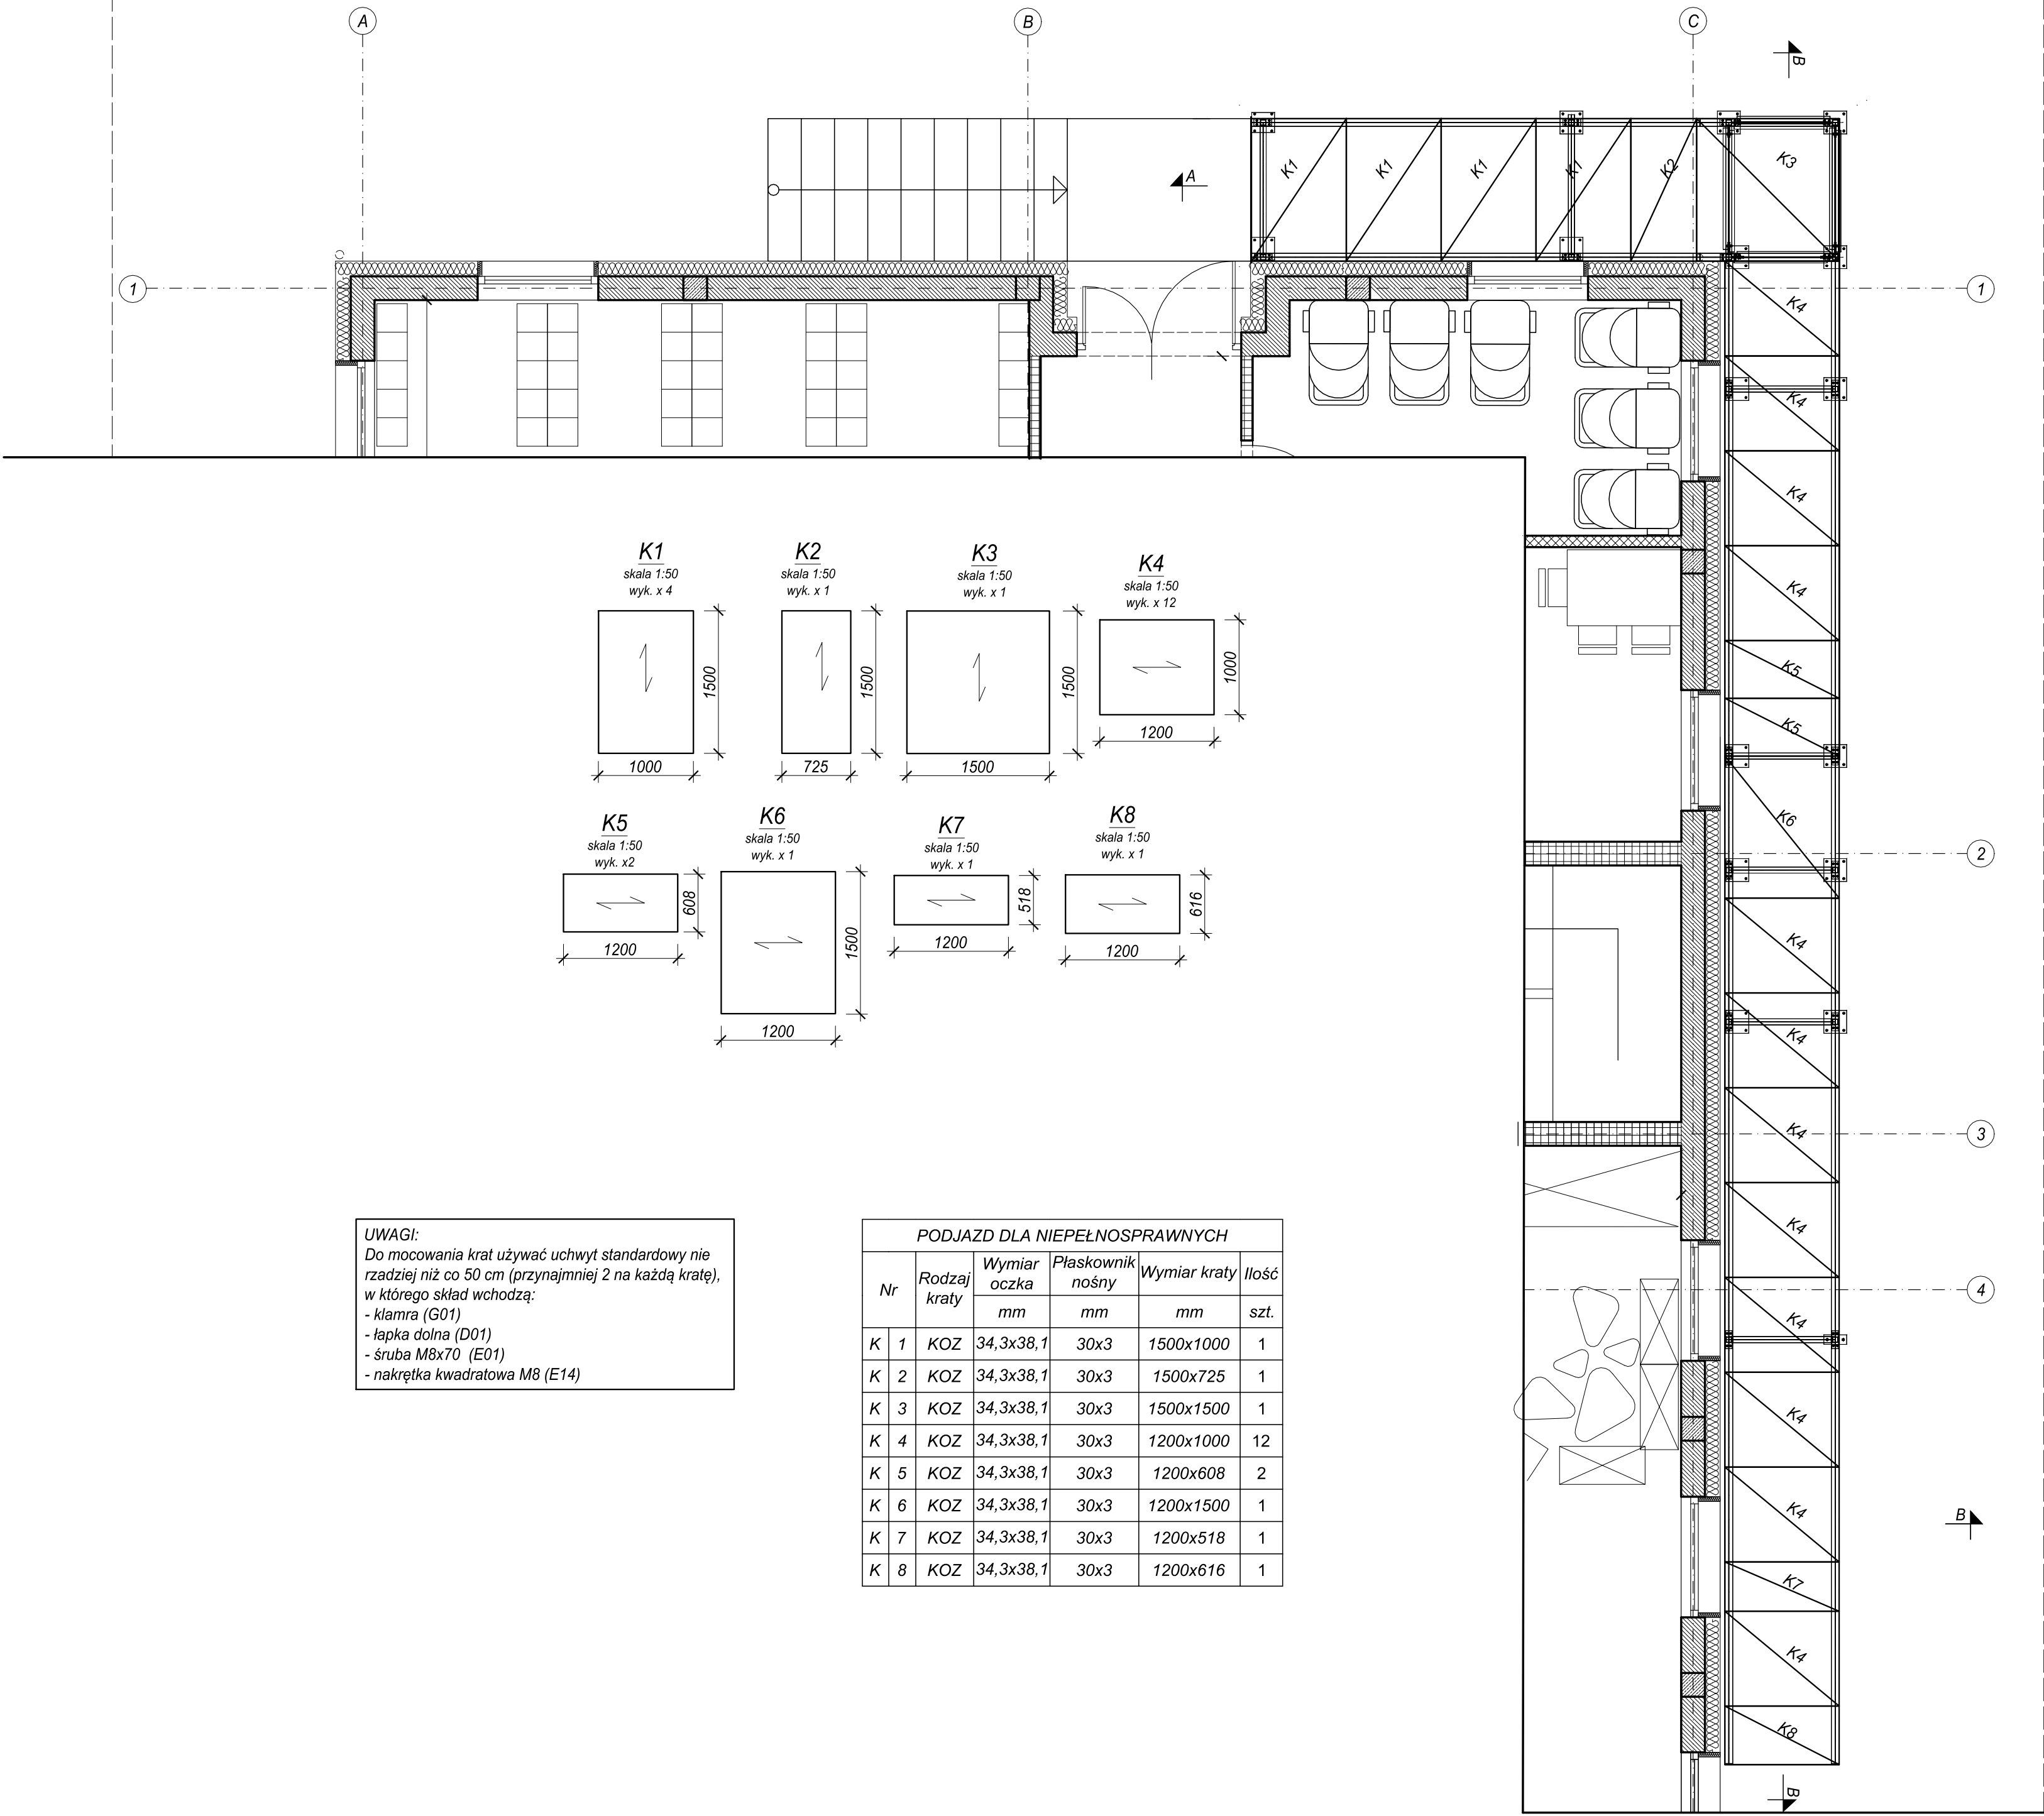 A
B
C
B
A
K1
K1
K1
K1
K2
K3
1
1
K4
K4
K4
K4
K5
K5
K6
2
K4
K4
K4
3
K4
K4
4
K4
K4
K7
K4
K8
B
B
K1
skala 1:50
wyk. x 4
1500
1000
K2
skala 1:50
wyk. x 1
1500
725
K3
skala 1:50
wyk. x 1
1500
1500
K4
skala 1:50
wyk. x 12
1000
1200
K5
skala 1:50
wyk. x2
608
1200
K6
skala 1:50
wyk. x 1
1500
1200
K7
skala 1:50
wyk. x 1
518
1200
K8
skala 1:50
wyk. x 1
616
1200
UWAGI:
Do mocowania krat używać uchwyt standardowy nie
rzadziej niż co 50 cm (przynajmniej 2 na każdą kratę),
w którego skład wchodzą:
- klamra (G01)
- łapka dolna (D01)
- śruba M8x70 (E01)
- nakrętka kwadratowa M8 (E14)
PODJAZD DLA NIEPEŁNOSPRAWNYCH
Nr Rodzaj kraty Wymiar oczka Płaskownik nośny Wymiar kraty Ilość
mm mm mm szt.
K 1 KOZ 34,3x38,1 30x3 1500x1000 1
K 2 KOZ 34,3x38,1 30x3 1500x725 1
K 3 KOZ 34,3x38,1 30x3 1500x1500 1
K 4 KOZ 34,3x38,1 30x3 1200x1000 12
K 5 KOZ 34,3x38,1 30x3 1200x608 2
K 6 KOZ 34,3x38,1 30x3 1200x1500 1
K 7 KOZ 34,3x38,1 30x3 1200x518 1
K 8 KOZ 34,3x38,1 30x3 1200x616 1